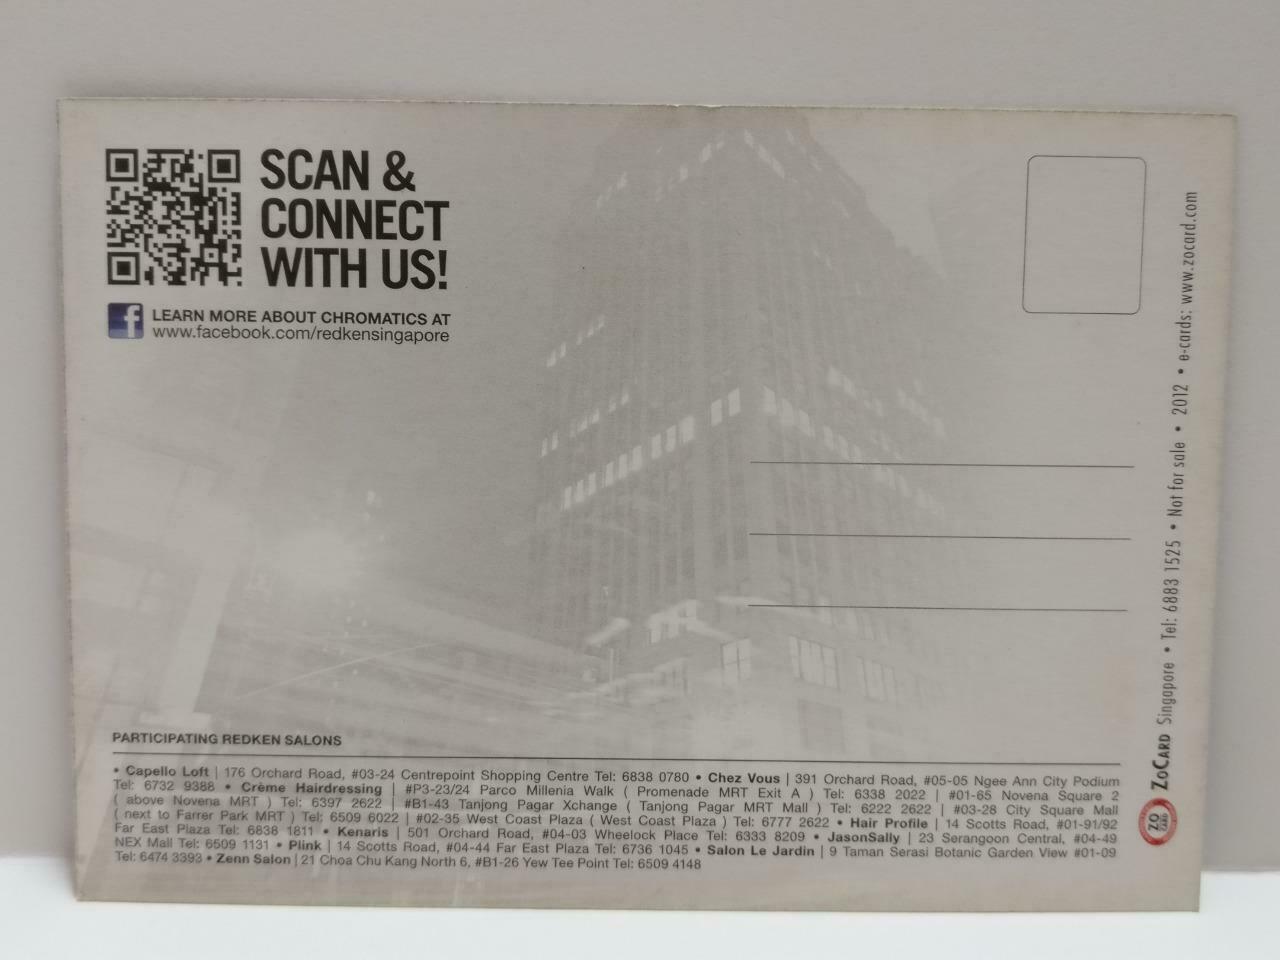 SCAN &
CONNECT
WITH US!
LEARN MORE ABOUT CHROMATICS AT
www.facebook.com/redkensingapore
PARTICIPATING REDKEN SALONS
• Capello Loft | 176 Orchard Road, #03-24 Centrepoint Shopping Centre Tel: 6838 0780 • Chez Vous | 391 Orchard Road, #05-05 Ngee Ann City Podium
Tel: 6732 9388 • Crème Hairdressing | #P3-23/24 Parco Millenia Walk ( Promenade MRT Exit A ) Tel: 6338 2022 | #01-65 Novena Square 2
( above Novena MRT ) Tel: 6397 2622 | #B1-43 Tanjong Pagar Xchange ( Tanjong Pagar MRT Mall ) Tel: 6222 2622 | #03-28 City Square Mall
( next to Farrer Park MRT ) Tel: 6509 6022 | #02-35 West Coast Plaza ( West Coast Plaza ) Tel: 6777 2622 • Hair Profile | 14 Scotts Road, #01-91/92
Far East Plaza Tel: 6838 1811 • Kenaris | 501 Orchard Road, #04-03 Wheelock Place Tel: 6333 8209 • JasonSally | 23 Serangoon Central, #04-49
NEX Mall Tel: 6509 1131 • Plink | 14 Scotts Road, #04-44 Far East Plaza Tel: 6736 1045 • Salon Le Jardin | 9 Taman Serasi Botanic Garden View #01-09
Tel: 6474 3393 • Zenn Salon | 21 Choa Chu Kang North 6, #B1-26 Yew Tee Point Tel: 6509 4148
ZO CARD ZoCARD Singapore • Tel: 6883 1525 • Not for sale • 2012 • e-cards: www.zocard.com